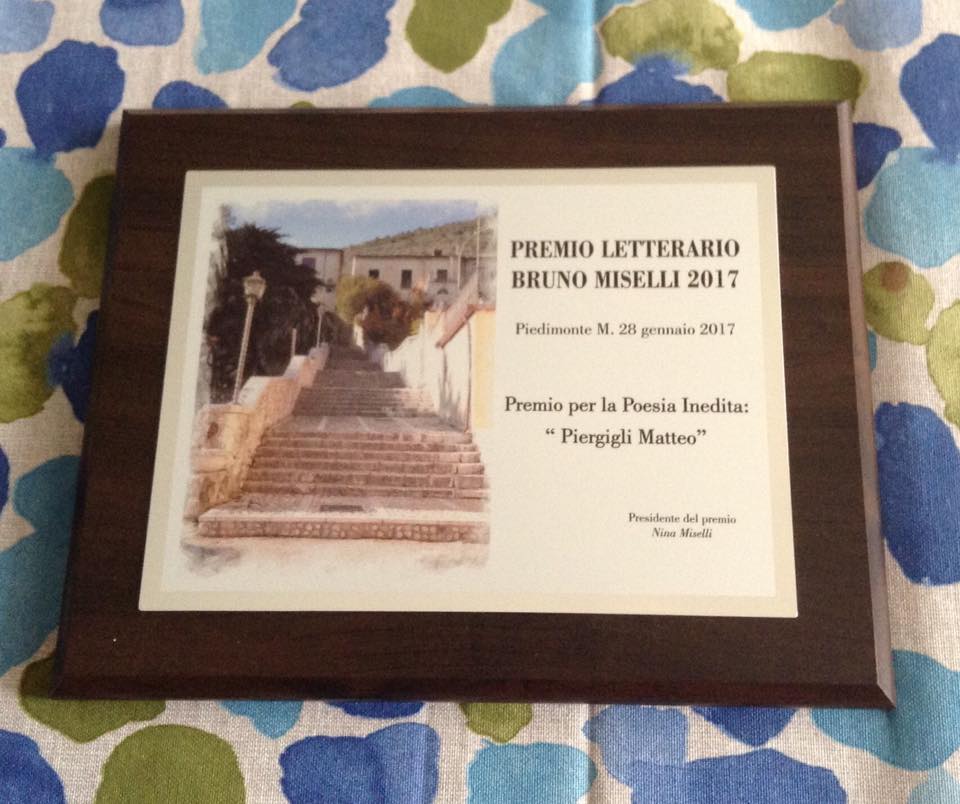 PREMIO LETTERARIO
BRUNO MISELLI 2017
Piedimonte M. 28 gennaio 2017
Premio per la Poesia Inedita:
“ Piergigli Matteo”
Presidente del premio
Nina Miselli